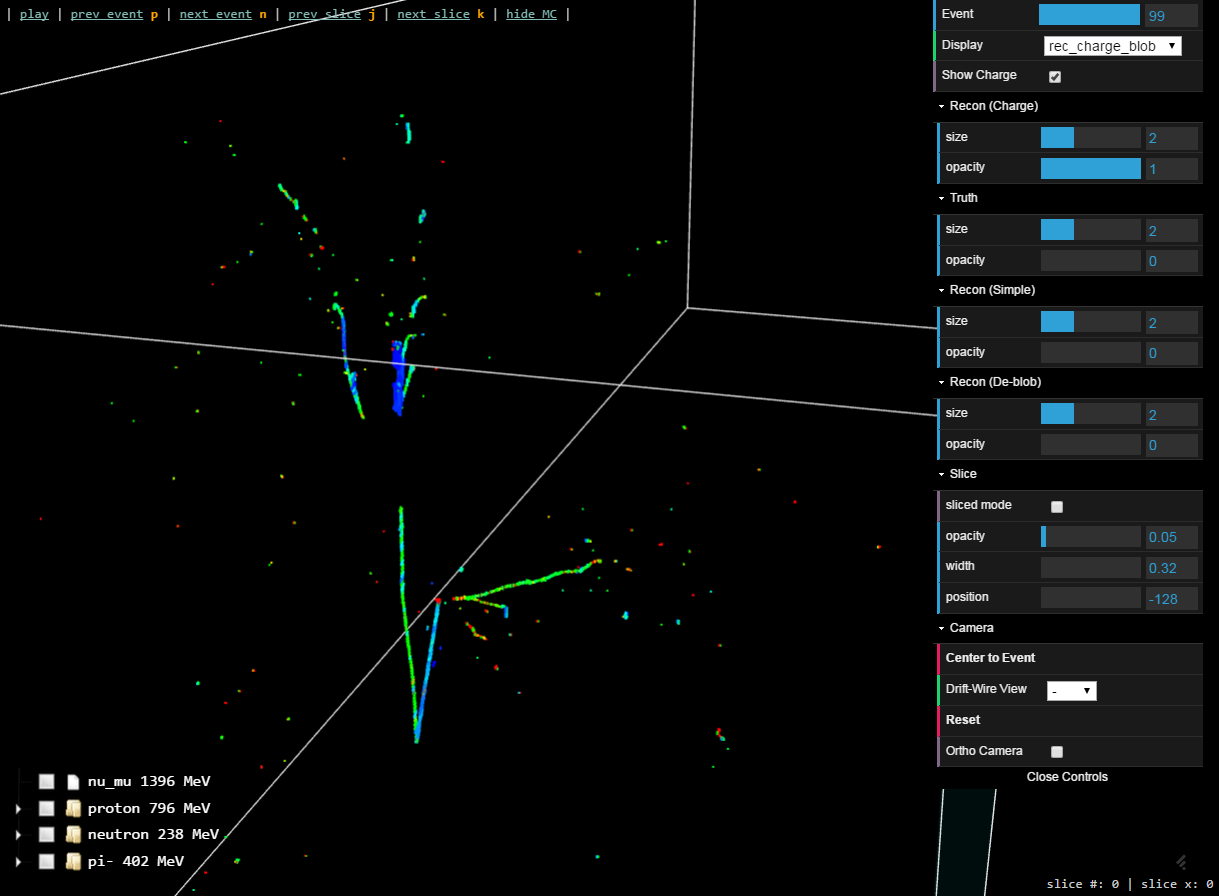 | play | prev event p | next event n | prev slice j | next slice k | hide MC |
Event 99
Display rec_charge_blob
Show Charge
Recon (Charge)
size 2
opacity 1
Truth
size 2
opacity 0
Recon (Simple)
size 2
opacity 0
Recon (De-blob)
size 2
opacity 0
Slice
sliced mode
opacity 0.05
width 0.32
position -128
Camera
Center to Event
Drift-Wire View -
Reset
Ortho Camera
Close Controls
nu_mu 1396 MeV
proton 796 MeV
neutron 238 MeV
pi- 402 MeV
slice #: 0 | slice x: 0